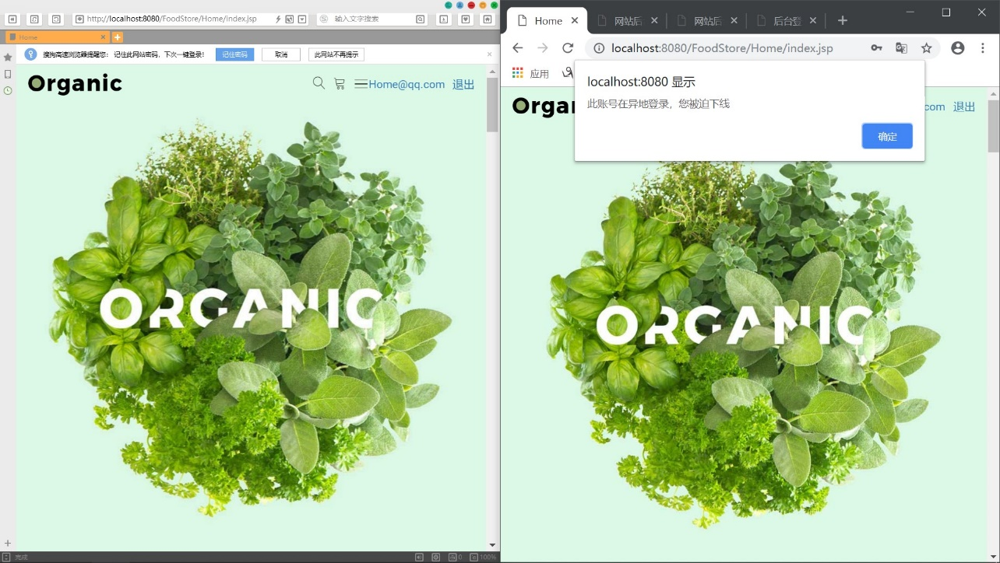 http://localhost:8080/FoodStore/Home/index.jsp
输入文字搜索
Home
搜狗高速浏览器提醒您： 记住此网站密码，下次一键登录！
记住密码
取消
此网站不再提示
Organic
Home@qq.com 退出
ORGANIC
完成
0
100%
Home
网站后
网站后
后台登
localhost:8080/FoodStore/Home/index.jsp
应用
localhost:8080 显示
此账号在异地登录，您被迫下线
确定
Orga
com 退出
ORGANIC